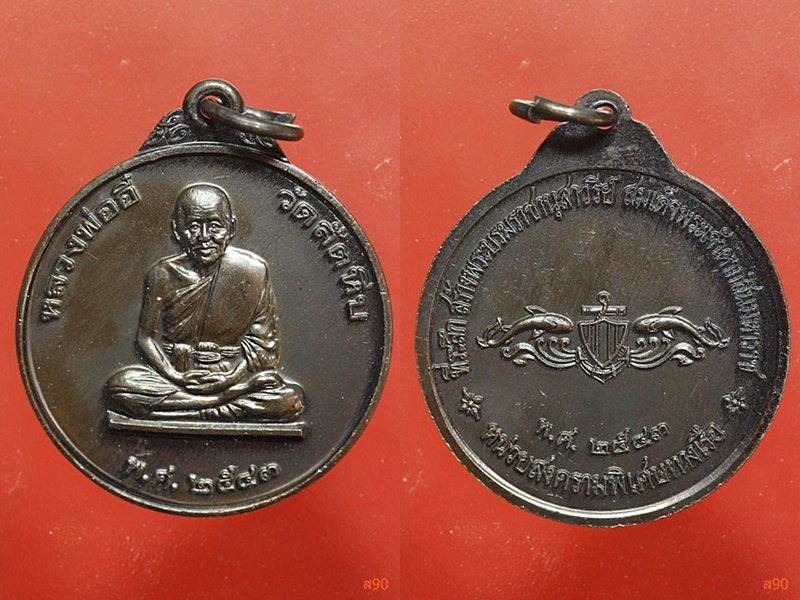 หลวงพ่ออี๋ วัดสัตหีบ
พ.ศ. ๒๕๔๓
ที่ระลึก สร้างพระบรมราชานุสาวรีย์ สมเด็จพระเจ้าตากสินมหาราช
พ.ศ. ๒๕๔๓
หน่วยสงครามพิเศษทางเรือ
ส90
ส90